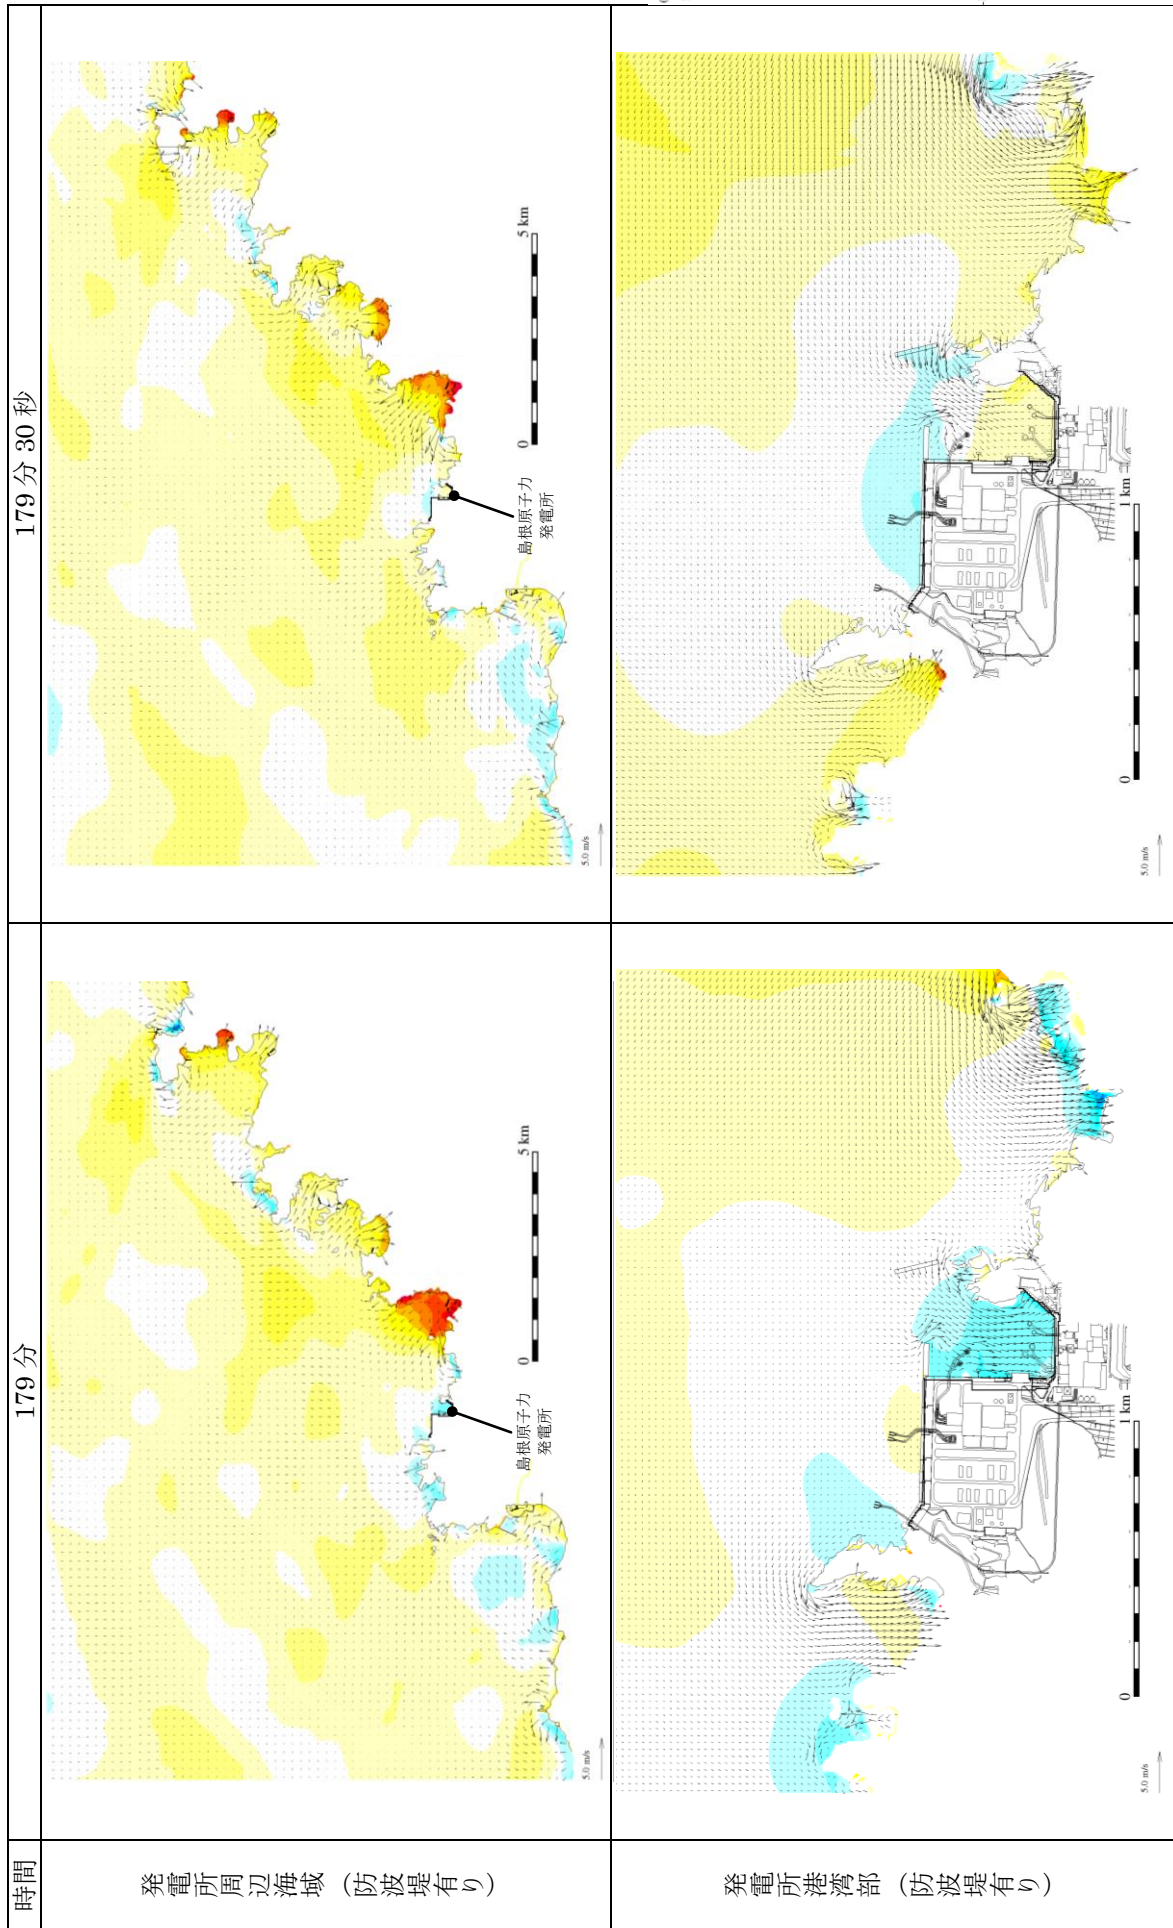 時間
179分
179分30秒
発電所周辺海域（防波堤有り）
島根原子力
発電所
0
5 km
5.0 m/s
島根原子力
発電所
0
5 km
5.0 m/s
発電所港湾部（防波堤有り）
0
1 km
5.0 m/s
0
1 km
5.0 m/s